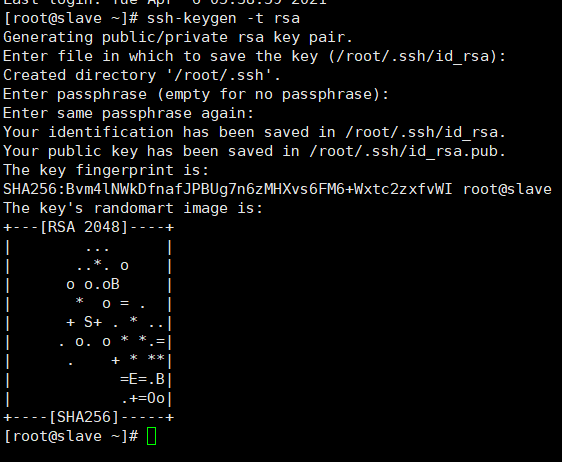 Last login: Tue Apr  6 05:38:59 2021
[root@slave ~]# ssh-keygen -t rsa
Generating public/private rsa key pair.
Enter file in which to save the key (/root/.ssh/id_rsa):
Created directory '/root/.ssh'.
Enter passphrase (empty for no passphrase):
Enter same passphrase again:
Your identification has been saved in /root/.ssh/id_rsa.
Your public key has been saved in /root/.ssh/id_rsa.pub.
The key fingerprint is:
SHA256:Bvm4lNWkDfnafJPBUg7n6zMHXvs6FM6+Wxtc2zxfvWI root@slave
The key's randomart image is:
+---[RSA 2048]----+
|        ...      |
|       ..*. o    |
|      o o.oB     |
|       *  o = .  |
|      + S+ . * ..|
|     . o. o * *.=|
|      .    + * **|
|            =E=.B|
|            .+=Oo|
+----[SHA256]-----+
[root@slave ~]#